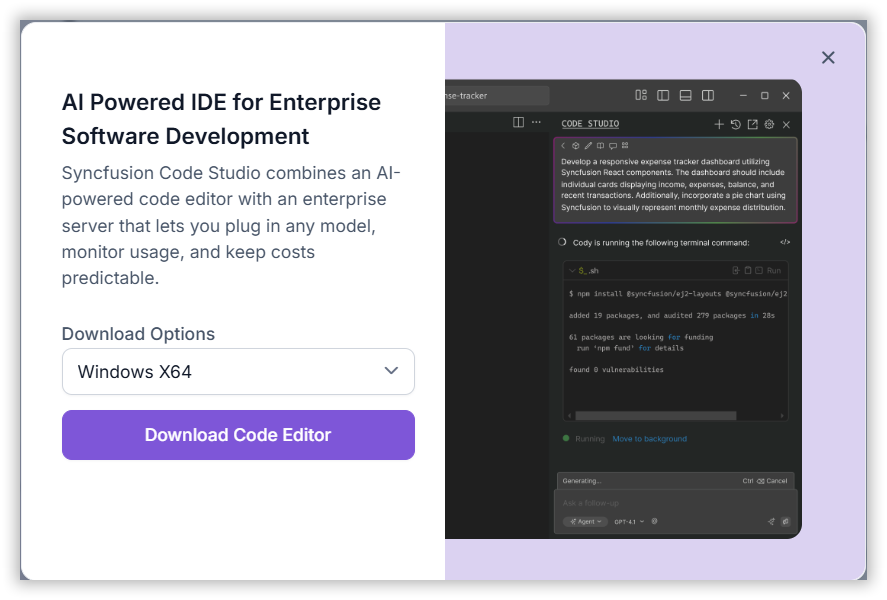 AI Powered IDE for Enterprise
Software Development
Syncfusion Code Studio combines an AI-
powered code editor with an enterprise
server that lets you plug in any model,
monitor usage, and keep costs
predictable.
Download Options
Windows X64
Download Code Editor
nse-tracker
CODE STUDIO
Develop a responsive expense tracker dashboard utilizing
Syncfusion React components. The dashboard should include
individual cards displaying income, expenses, balance, and
recent transactions. Additionally, incorporate a pie chart using
Syncfusion to visually represent monthly expense distribution.
Cody is running the following terminal command:
</>
S_ .sh
Run
$ npm install @syncfusion/ej2-layouts @syncfusion/ej2
added 19 packages, and audited 279 packages in 28s
61 packages are looking for funding
run 'npm fund' for details
found 0 vulnerabilities
Running Move to background
Generating...
Ctrl ⌫ Cancel
Ask a follow-up
Agent
GPT-4.1